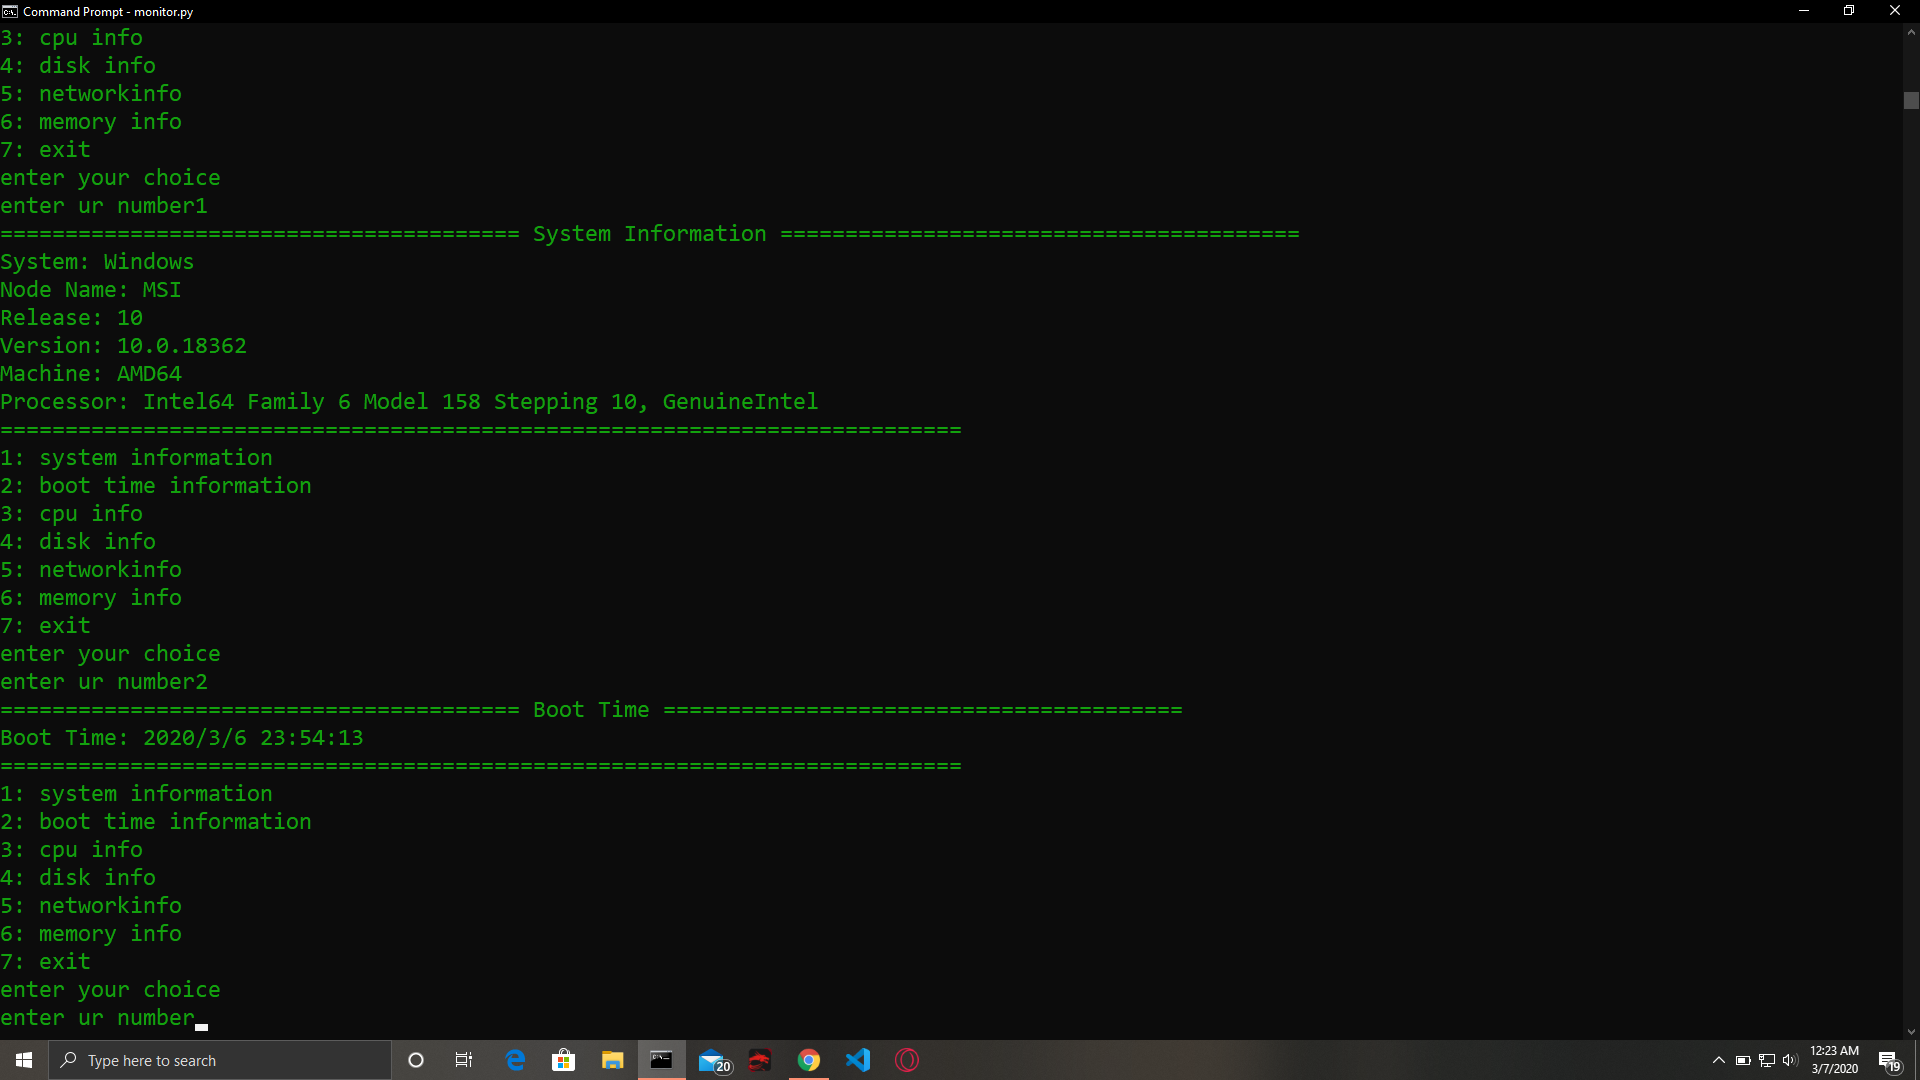 Command Prompt - monitor.py
3: cpu info
4: disk info
5: networkinfo
6: memory info
7: exit
enter your choice
enter ur number1
======================================== System Information ========================================
System: Windows
Node Name: MSI
Release: 10
Version: 10.0.18362
Machine: AMD64
Processor: Intel64 Family 6 Model 158 Stepping 10, GenuineIntel
==========================================================================
1: system information
2: boot time information
3: cpu info
4: disk info
5: networkinfo
6: memory info
7: exit
enter your choice
enter ur number2
======================================== Boot Time ========================================
Boot Time: 2020/3/6 23:54:13
==========================================================================
1: system information
2: boot time information
3: cpu info
4: disk info
5: networkinfo
6: memory info
7: exit
enter your choice
enter ur number
Type here to search
20
12:23 AM
3/7/2020
19